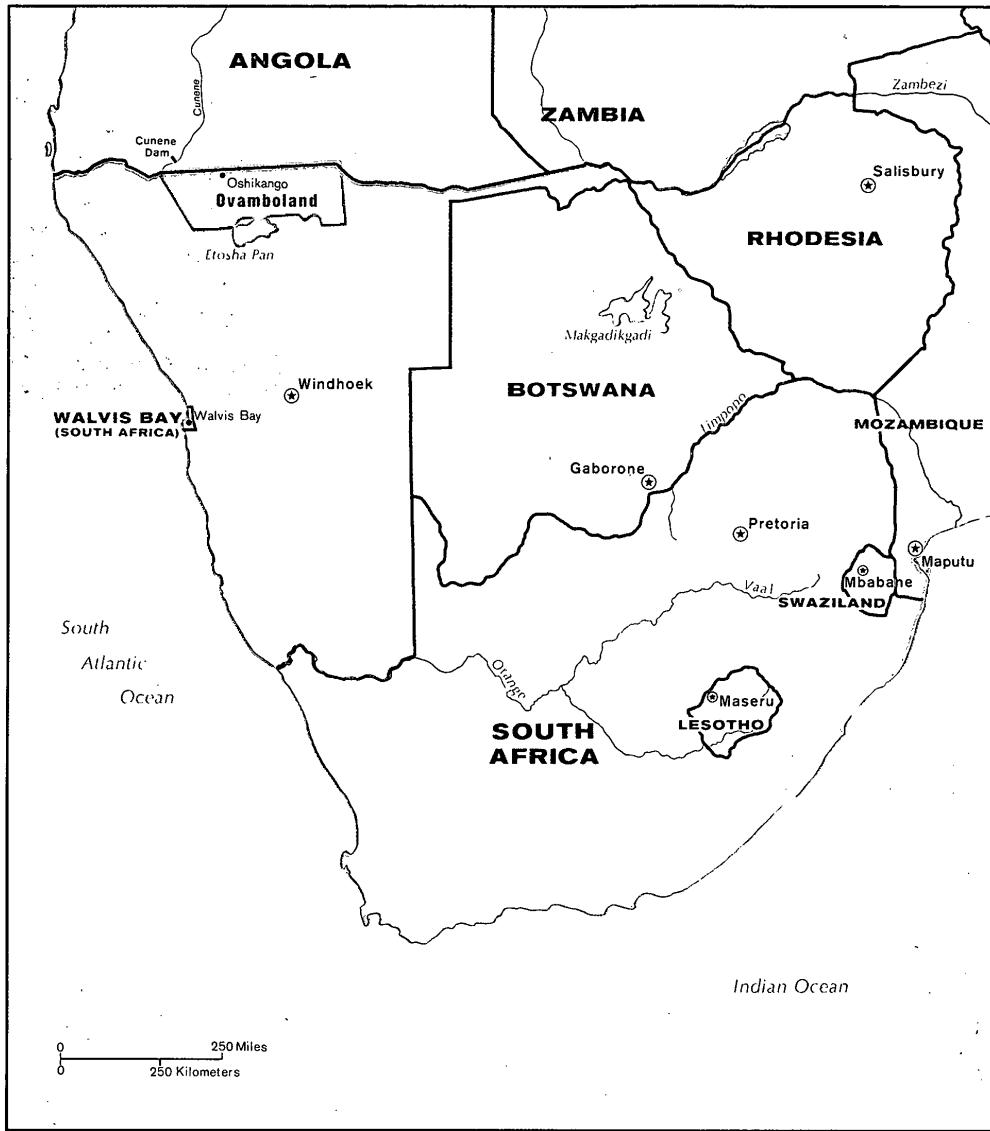 ANGOLA
Cunene
ZAMBIA
Zambezi
Cunene
Dam
Oshikango
Ovamboland
Etosha Pan
Salisbury
RHODESIA
Makgadikgadi
Windhoek
BOTSWANA
WALVIS BAY
(SOUTH AFRICA)
Walvis Bay
Limpopo
MOZAMBIQUE
Gaborone
Pretoria
Maputu
Mbabane
SWAZILAND
Vaal
South
Atlantic
Ocean
Orange
Maseru
LESOTHO
SOUTH
AFRICA
Indian Ocean
0 250 Miles
0 250 Kilometers